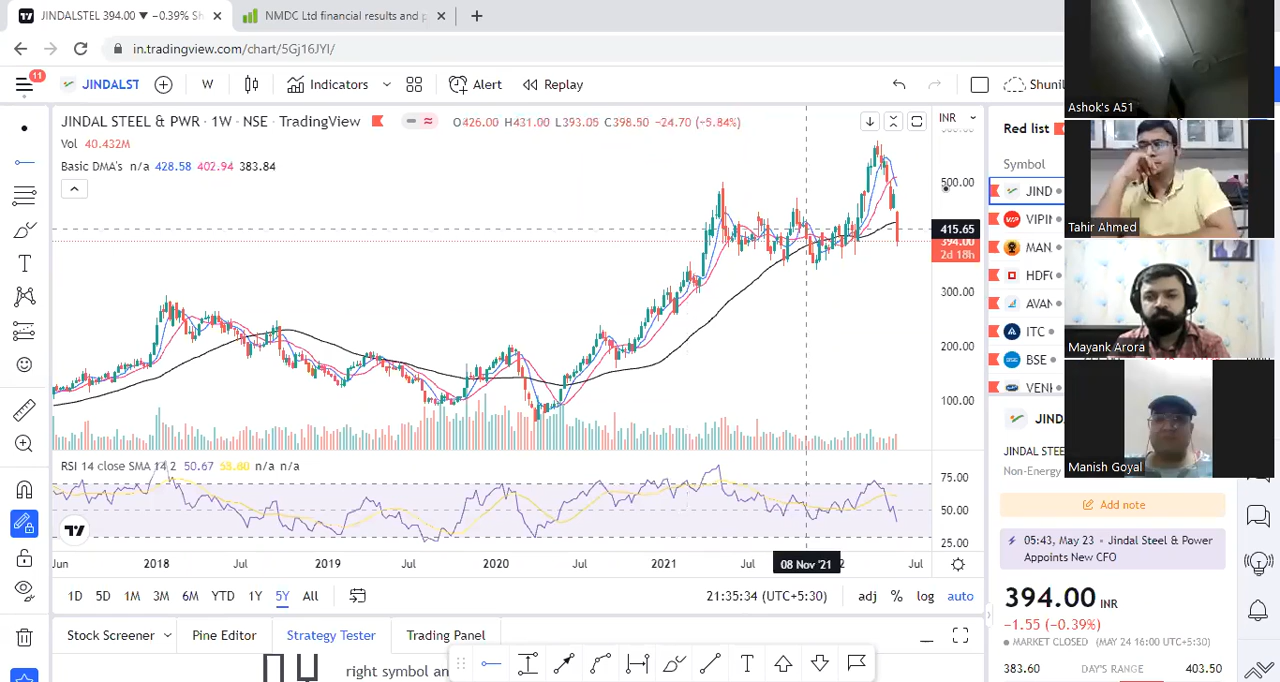 JINDALSTEL 394.00 ▼ −0.39% Sh
NMDC Ltd financial results and p
in.tradingview.com/chart/5Gj16JYI/
11
JINDALST
W
Indicators
Alert
Replay
Shunil
JINDAL STEEL & PWR · 1W · NSE · TradingView
O426.00 H431.00 L393.05 C398.50 −24.70 (−5.84%)
INR
Vol 40.432M
Basic DMA's n/a 428.58 402.94 383.84
500.00
415.65
394.00
2d 18h
300.00
200.00
100.00
RSI 14 close SMA 14 2 50.67 n/a n/a
75.00
50.00
25.00
Jun
2018
Jul
2019
Jul
2020
Jul
2021
Jul
08 Nov '21
2
Jul
1D 5D 1M 3M 6M YTD 1Y 5Y All
21:35:34 (UTC+5:30)
adj % log auto
Stock Screener
Pine Editor
Strategy Tester
Trading Panel
right symbol an
Red list
Symbol
JIND
VIPIN
MAN
HDFC
AVAN
ITC
BSE
VENK
JIND
JINDAL STEE
Non-Energy
Add note
05:43, May 23 • Jindal Steel & Power
Appoints New CFO
394.00 INR
−1.55 (−0.39%)
MARKET CLOSED (MAY 24 16:00 UTC+5:30)
383.60 DAY'S RANGE 403.50
Ashok's A51
Tahir Ahmed
Mayank Arora
Manish Goyal